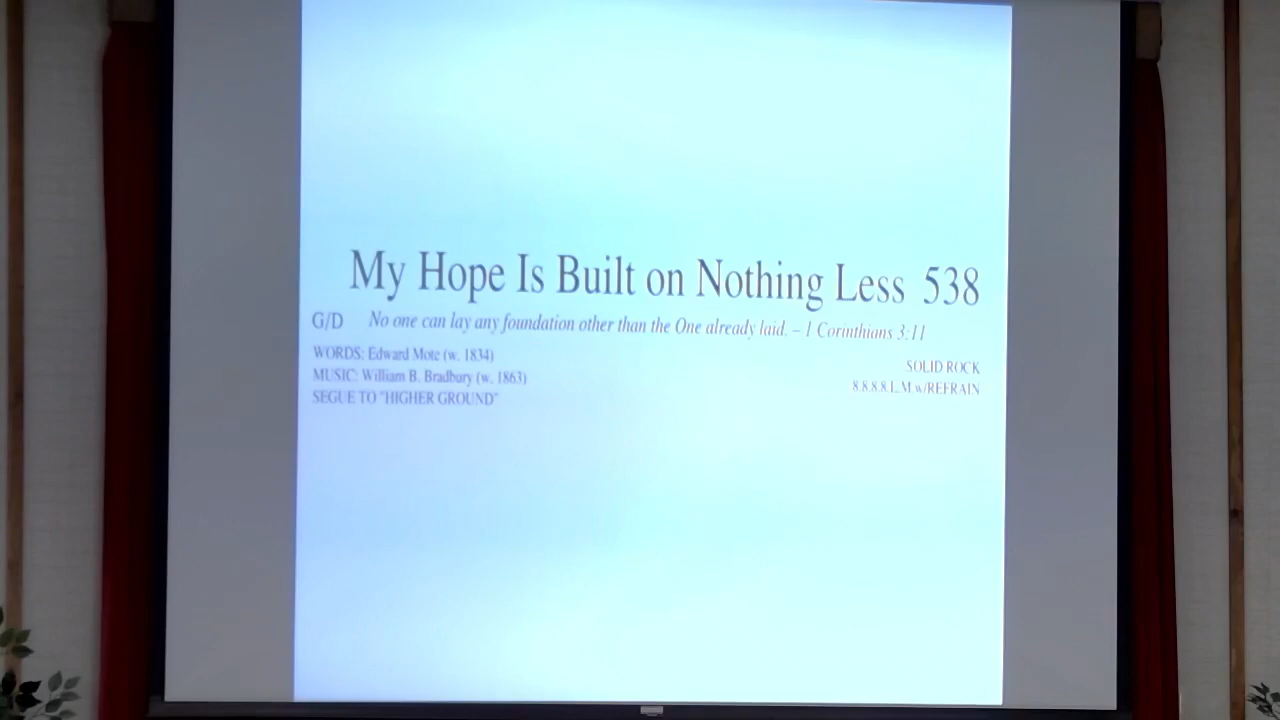 My Hope Is Built on Nothing Less 538
G/D No one can lay any foundation other than the One already laid. – 1 Corinthians 3:11
WORDS: Edward Mote (w. 1834)
MUSIC: William B. Bradbury (w. 1863)
SEGUE TO "HIGHER GROUND"
SOLID ROCK
8.8.8.8 L.M w/REFRAIN